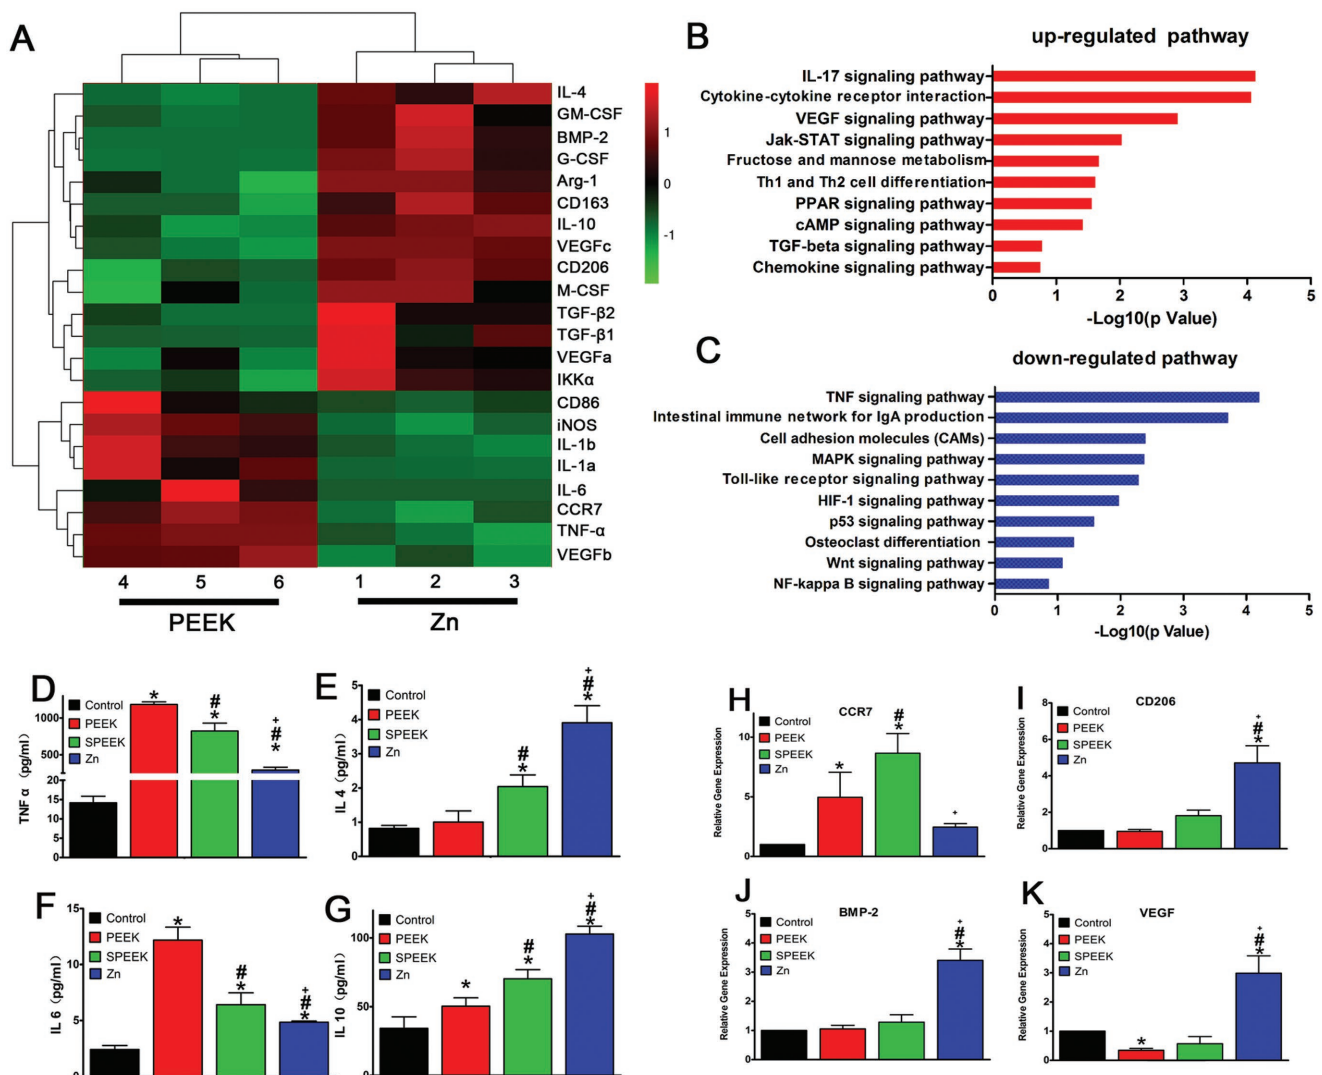 A
IL-4
GM-CSF
BMP-2
G-CSF
Arg-1
CD163
IL-10
VEGFc
CD206
M-CSF
TGF-β2
TGF-β1
VEGFa
IKKα
CD86
iNOS
IL-1b
IL-1a
IL-6
CCR7
TNF-α
VEGFb
1
0
-1
4 5 6 1 2 3
PEEK Zn
B
up-regulated pathway
IL-17 signaling pathway
Cytokine-cytokine receptor interaction
VEGF signaling pathway
Jak-STAT signaling pathway
Fructose and mannose metabolism
Th1 and Th2 cell differentiation
PPAR signaling pathway
cAMP signaling pathway
TGF-beta signaling pathway
Chemokine signaling pathway
0 1 2 3 4 5
-Log10(p Value)
C
down-regulated pathway
TNF signaling pathway
Intestinal immune network for IgA production
Cell adhesion molecules (CAMs)
MAPK signaling pathway
Toll-like receptor signaling pathway
HIF-1 signaling pathway
p53 signaling pathway
Osteoclast differentiation
Wnt signaling pathway
NF-kappa B signaling pathway
0 1 2 3 4 5
-Log10(p Value)
D
TNF α (pg/ml)
1000
500
20
15
10
5
0
Control
PEEK
SPEEK
Zn
*
#
*
+
#
*
E
IL 4 (pg/ml)
5
4
3
2
1
0
Control
PEEK
SPEEK
Zn
#
*
+
#
*
F
IL 6 (pg/ml)
15
10
5
0
Control
PEEK
SPEEK
Zn
*
#
*
+
#
*
G
IL 10 (pg/ml)
100
50
0
Control
PEEK
SPEEK
Zn
*
#
*
+
#
*
H
CCR7
Relative Gene Expression
10
5
0
Control
PEEK
SPEEK
Zn
*
#
*
+
I
CD206
Relative Gene Expression
8
6
4
2
0
Control
PEEK
SPEEK
Zn
+
#
*
J
BMP-2
Relative Gene Expression
5
4
3
2
1
0
Control
PEEK
SPEEK
Zn
+
#
*
K
VEGF
Relative Gene Expression
5
4
3
2
1
0
Control
PEEK
SPEEK
Zn
*
+
#
*